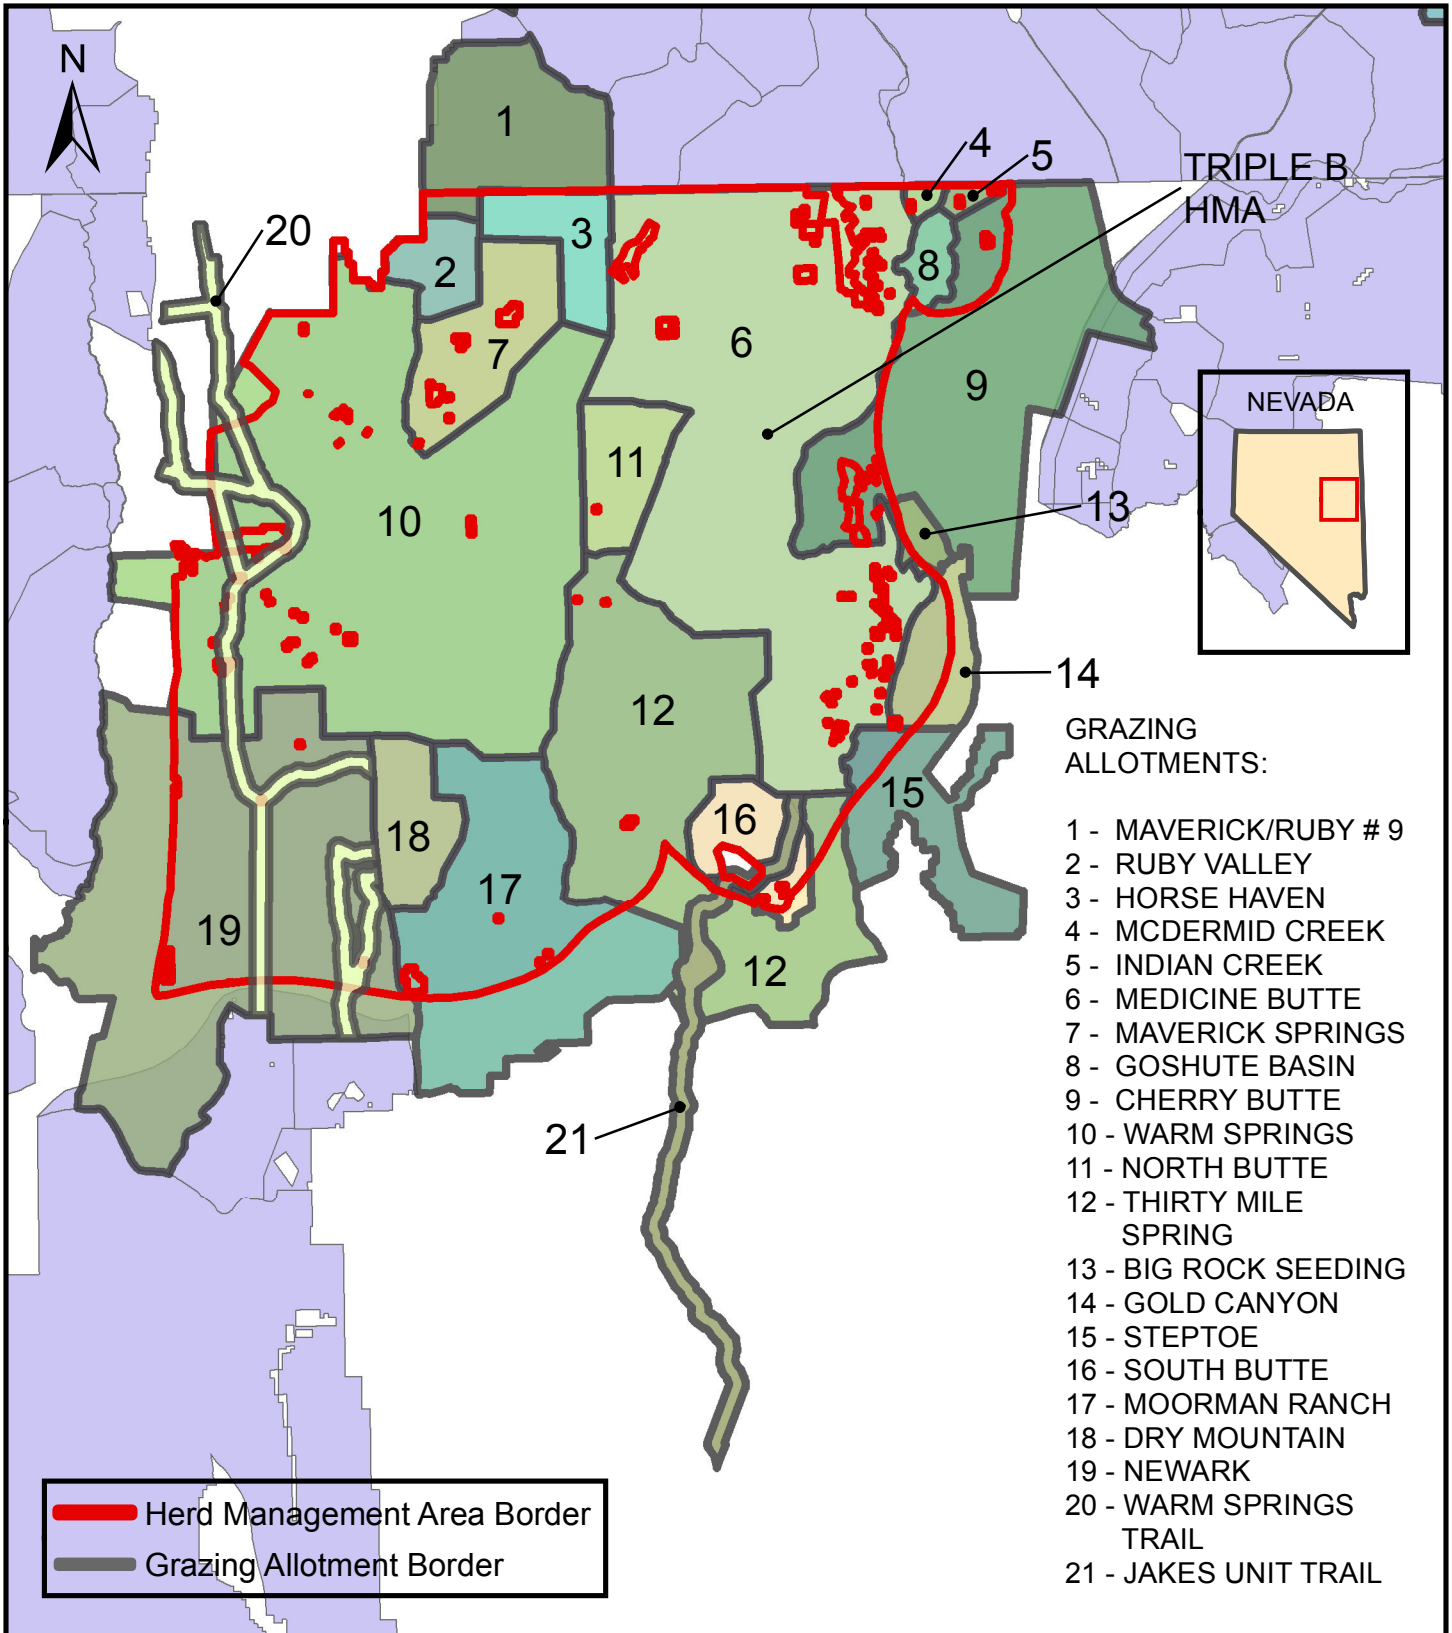 N
1
4
5
TRIPLE B
HMA
20
3
2
8
6
7
9
NEVADA
11
10
13
14
12
GRAZING
ALLOTMENTS:
15
16
18
17
19
12
21
1 - MAVERICK/RUBY # 9
2 - RUBY VALLEY
3 - HORSE HAVEN
4 - MCDERMID CREEK
5 - INDIAN CREEK
6 - MEDICINE BUTTE
7 - MAVERICK SPRINGS
8 - GOSHUTE BASIN
9 - CHERRY BUTTE
10 - WARM SPRINGS
11 - NORTH BUTTE
12 - THIRTY MILE
SPRING
13 - BIG ROCK SEEDING
14 - GOLD CANYON
15 - STEPTOE
16 - SOUTH BUTTE
17 - MOORMAN RANCH
18 - DRY MOUNTAIN
19 - NEWARK
20 - WARM SPRINGS
TRAIL
21 - JAKES UNIT TRAIL
Herd Management Area Border
Grazing Allotment Border